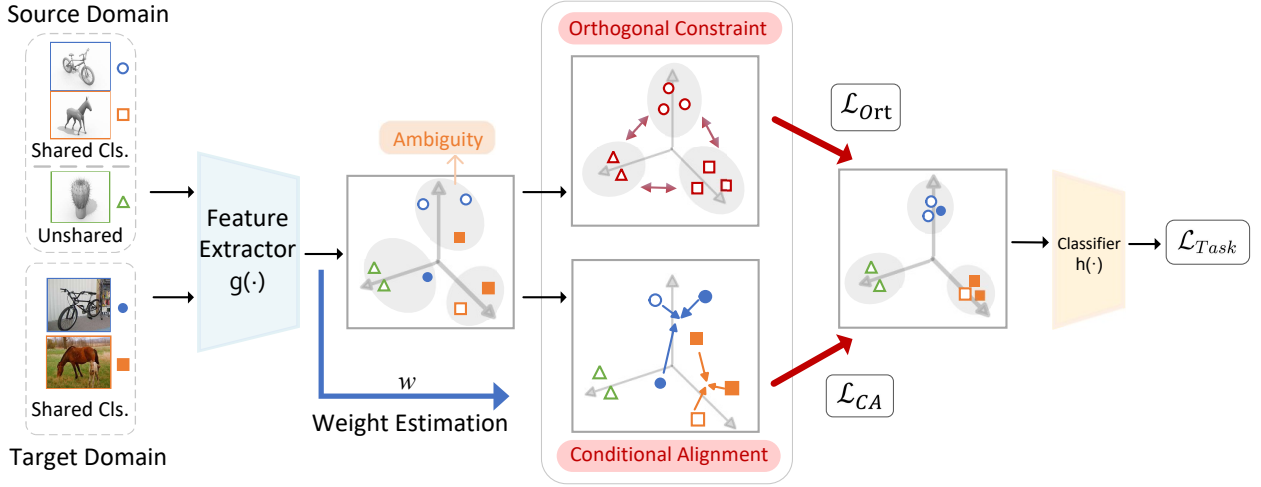 Source Domain
Shared Cls.
Unshared
Shared Cls.
Target Domain
Feature
Extractor
g(·)
Ambiguity
w
Weight Estimation
Orthogonal Constraint
Conditional Alignment
ℒ_Ort
ℒ_CA
Classifier
h(·)
ℒ_Task